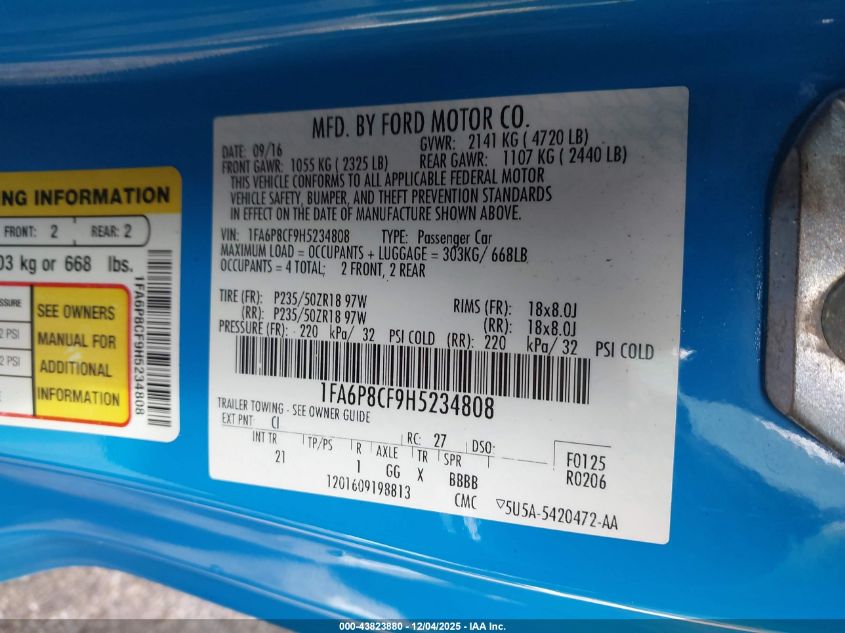 MFD. BY FORD MOTOR CO.
DATE: 09/16 GVWR: 2141 KG ( 4720 LB)
FRONT GAWR: 1055 KG ( 2325 LB) REAR GAWR: 1107 KG ( 2440 LB)
THIS VEHICLE CONFORMS TO ALL APPLICABLE FEDERAL MOTOR
VEHICLE SAFETY, BUMPER, AND THEFT PREVENTION STANDARDS
IN EFFECT ON THE DATE OF MANUFACTURE SHOWN ABOVE.
VIN: 1FA6P8CF9H5234808 TYPE: Passenger Car
MAXIMUM LOAD = OCCUPANTS + LUGGAGE = 303KG/ 668LB
OCCUPANTS = 4 TOTAL; 2 FRONT, 2 REAR
TIRE (FR): P235/50ZR18 97W RIMS (FR): 18x8.0J
(RR): P235/50ZR18 97W (RR): 18x8.0J
PRESSURE (FR): 220 kPa/ 32 PSI COLD (RR): 220 kPa/ 32 PSI COLD
1FA6P8CF9H5234808
TRAILER TOWING - SEE OWNER GUIDE
EXT PNT: CI RC: 27 DSO:
INT TR TP/PS R AXLE TR SPR F0125
21 1 GG X BBBB R0206
1201609198813 CMC ▽5U5A-5420472-AA
NG INFORMATION
FRONT: 2 REAR: 2
03 kg or 668 lbs.
SSURE
2 PSI
2 PSI
SEE OWNERS
MANUAL FOR
ADDITIONAL
INFORMATION
1FA6P8CF9H5234808
000-43823880 - 12/04/2025 - IAA Inc.